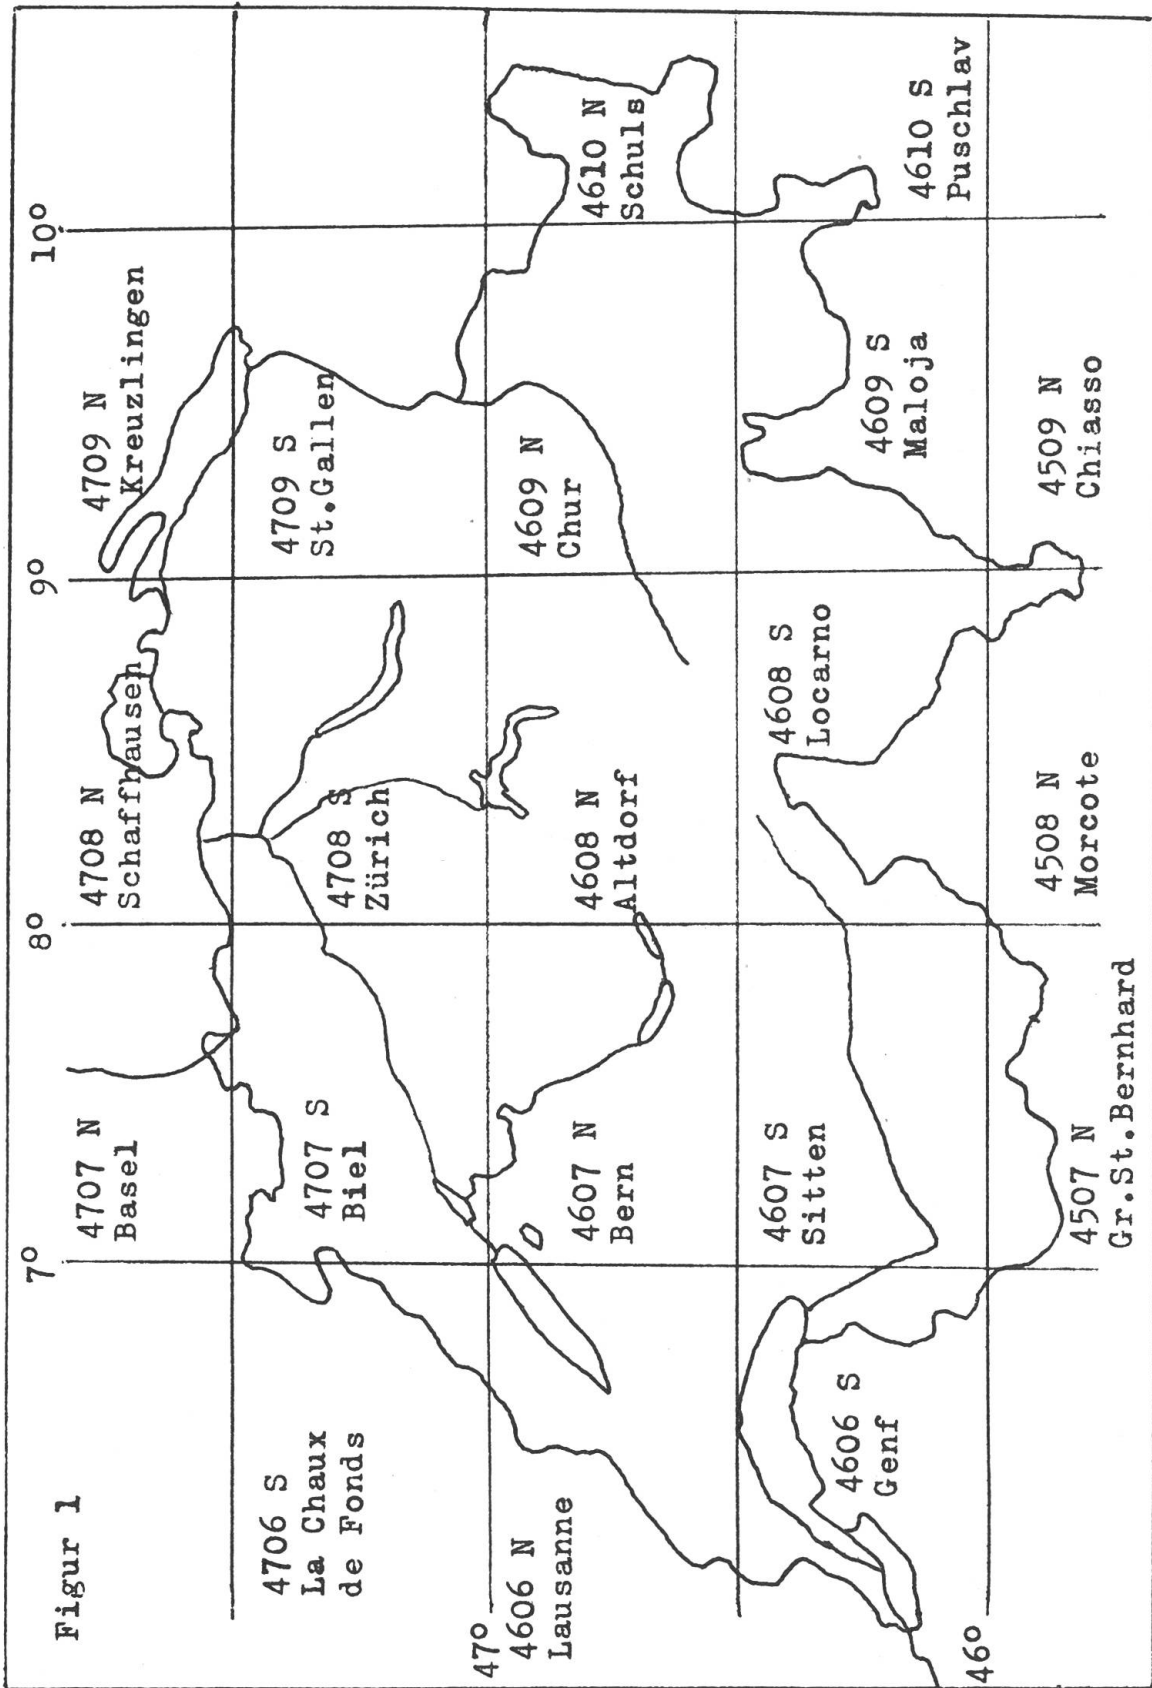 Figur 1
7°
8°
9°
10°
4707 N
Basel
4708 N
Schaffhausen
4709 N
Kreuzlingen
4706 S
La Chaux
de Fonds
4707 S
Biel
4708 S
Zürich
4709 S
St.Gallen
47°
4606 N
Lausanne
4607 N
Bern
4608 N
Altdorf
4609 N
Chur
4610 N
Schuls
4606 S
Genf
4607 S
Sitten
4608 S
Locarno
4609 S
Maloja
4610 S
Puschlav
46°
4507 N
Gr.St.Bernhard
4508 N
Morcote
4509 N
Chiasso